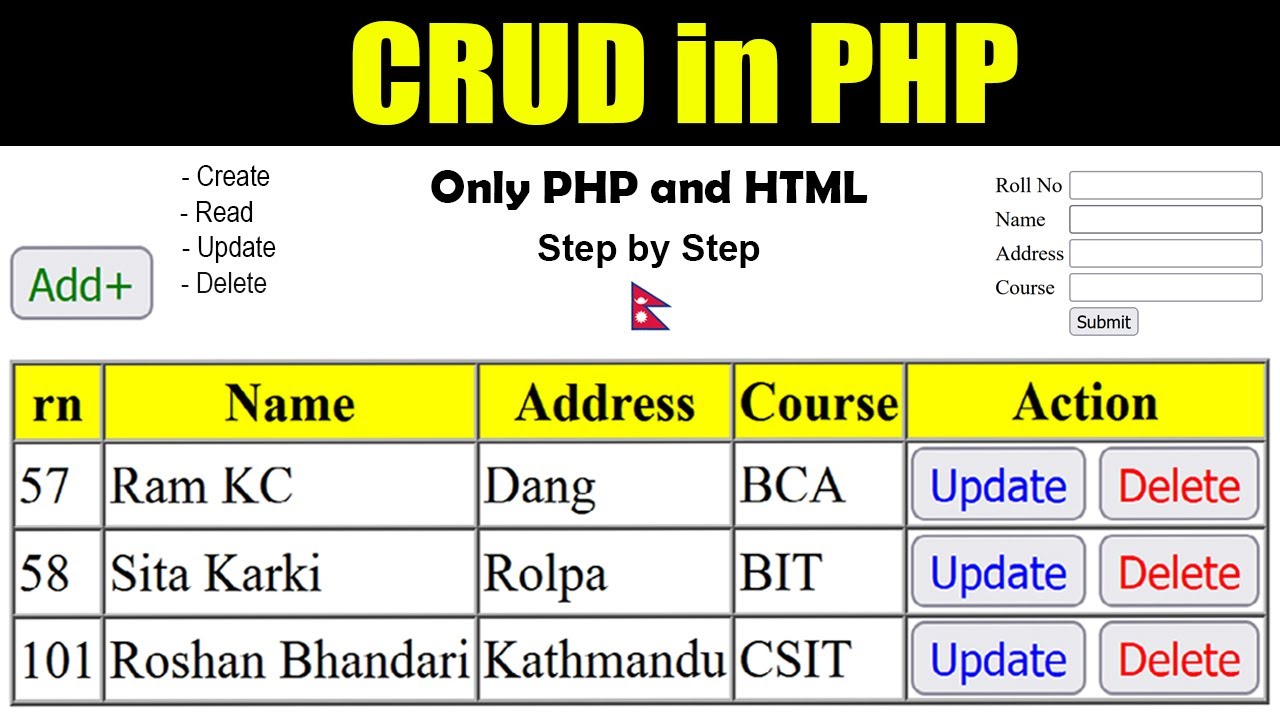 CRUD in PHP
- Create
- Read
- Update
- Delete
Add+
Only PHP and HTML
Step by Step
Roll No
Name
Address
Course
Submit
rn Name Address Course Action
57 Ram KC Dang BCA Update Delete
58 Sita Karki Rolpa BIT Update Delete
101 Roshan Bhandari Kathmandu CSIT Update Delete